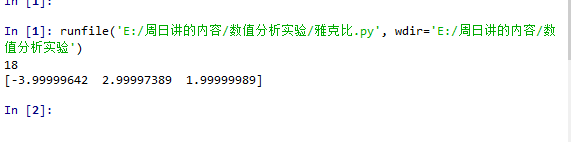 In [1]:
In [1]: runfile('E:/周日讲的内容/数值分析实验/雅克比.py', wdir='E:/周日讲的内容/数
值分析实验')
18
[-3.99999642  2.99997389  1.99999989]
In [2]: